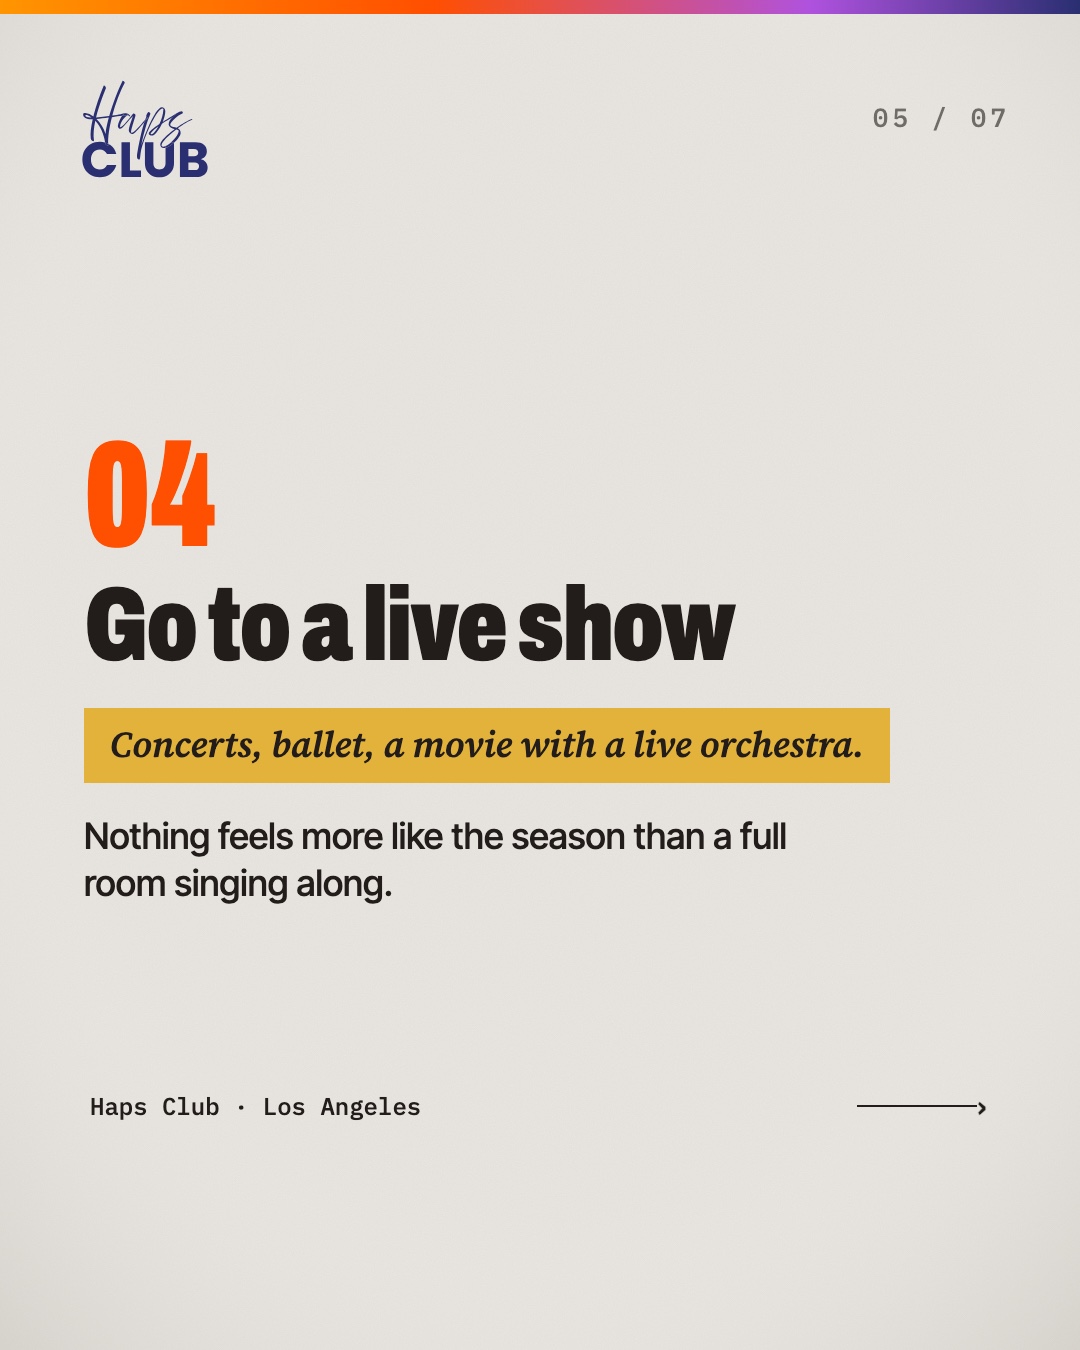 Haps
CLUB
05 / 07
04
Go to a live show
Concerts, ballet, a movie with a live orchestra.
Nothing feels more like the season than a full
room singing along.
Haps Club · Los Angeles